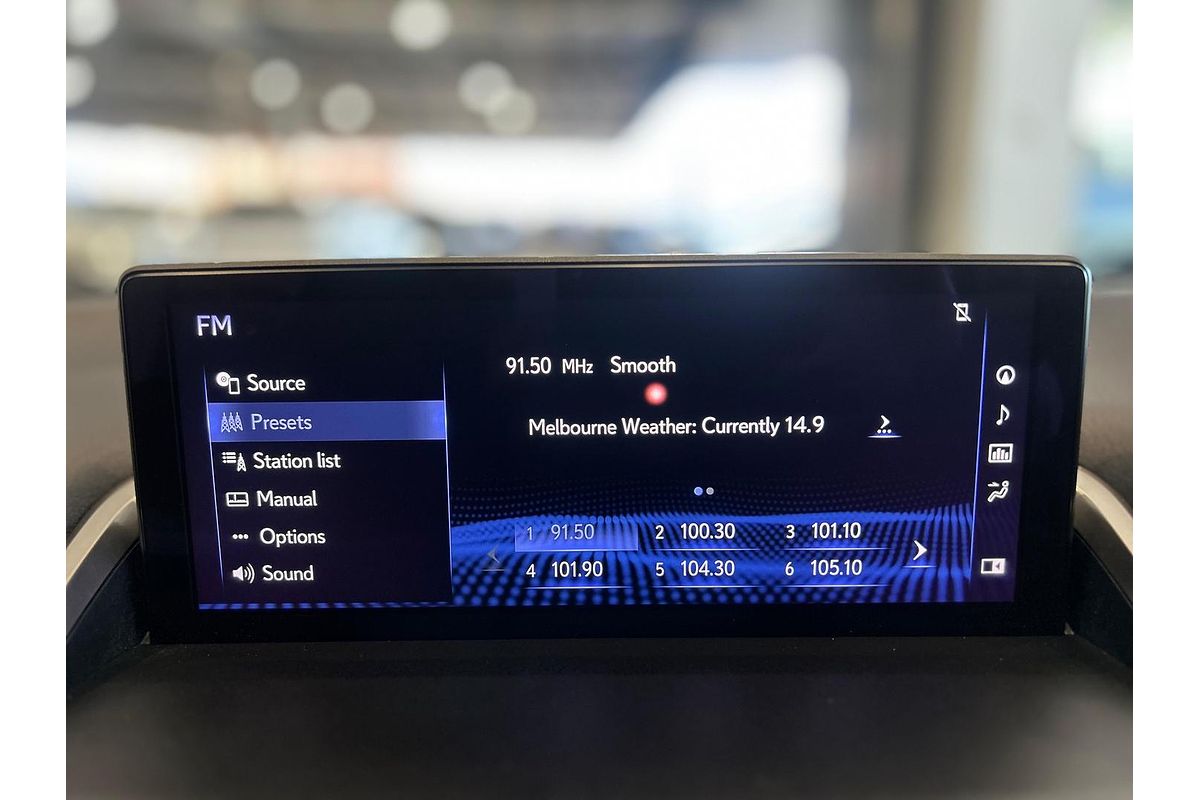 FM
91.50 MHz Smooth
Melbourne Weather: Currently 14.9
Source
Presets
Station list
Manual
Options
Sound
1 91.50 2 100.30 3 101.10
4 101.90 5 104.30 6 105.10